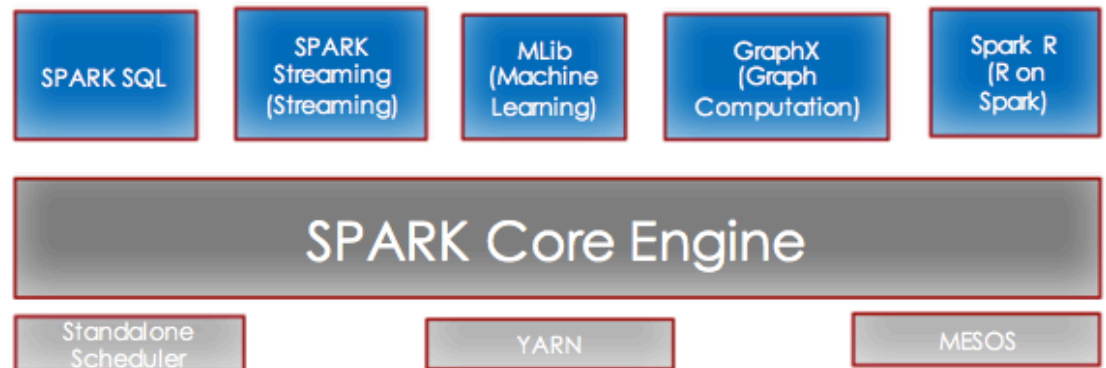 SPARK SQL
SPARK
Streaming
(Streaming)
MLib
(Machine
Learning)
GraphX
(Graph
Computation)
Spark R
(R on
Spark)
SPARK Core Engine
Standalone
Scheduler
YARN
MESOS